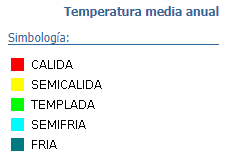 Temperatura media anual
Simbología:
CALIDA
SEMICALIDA
TEMPLADA
SEMIFRIA
FRIA